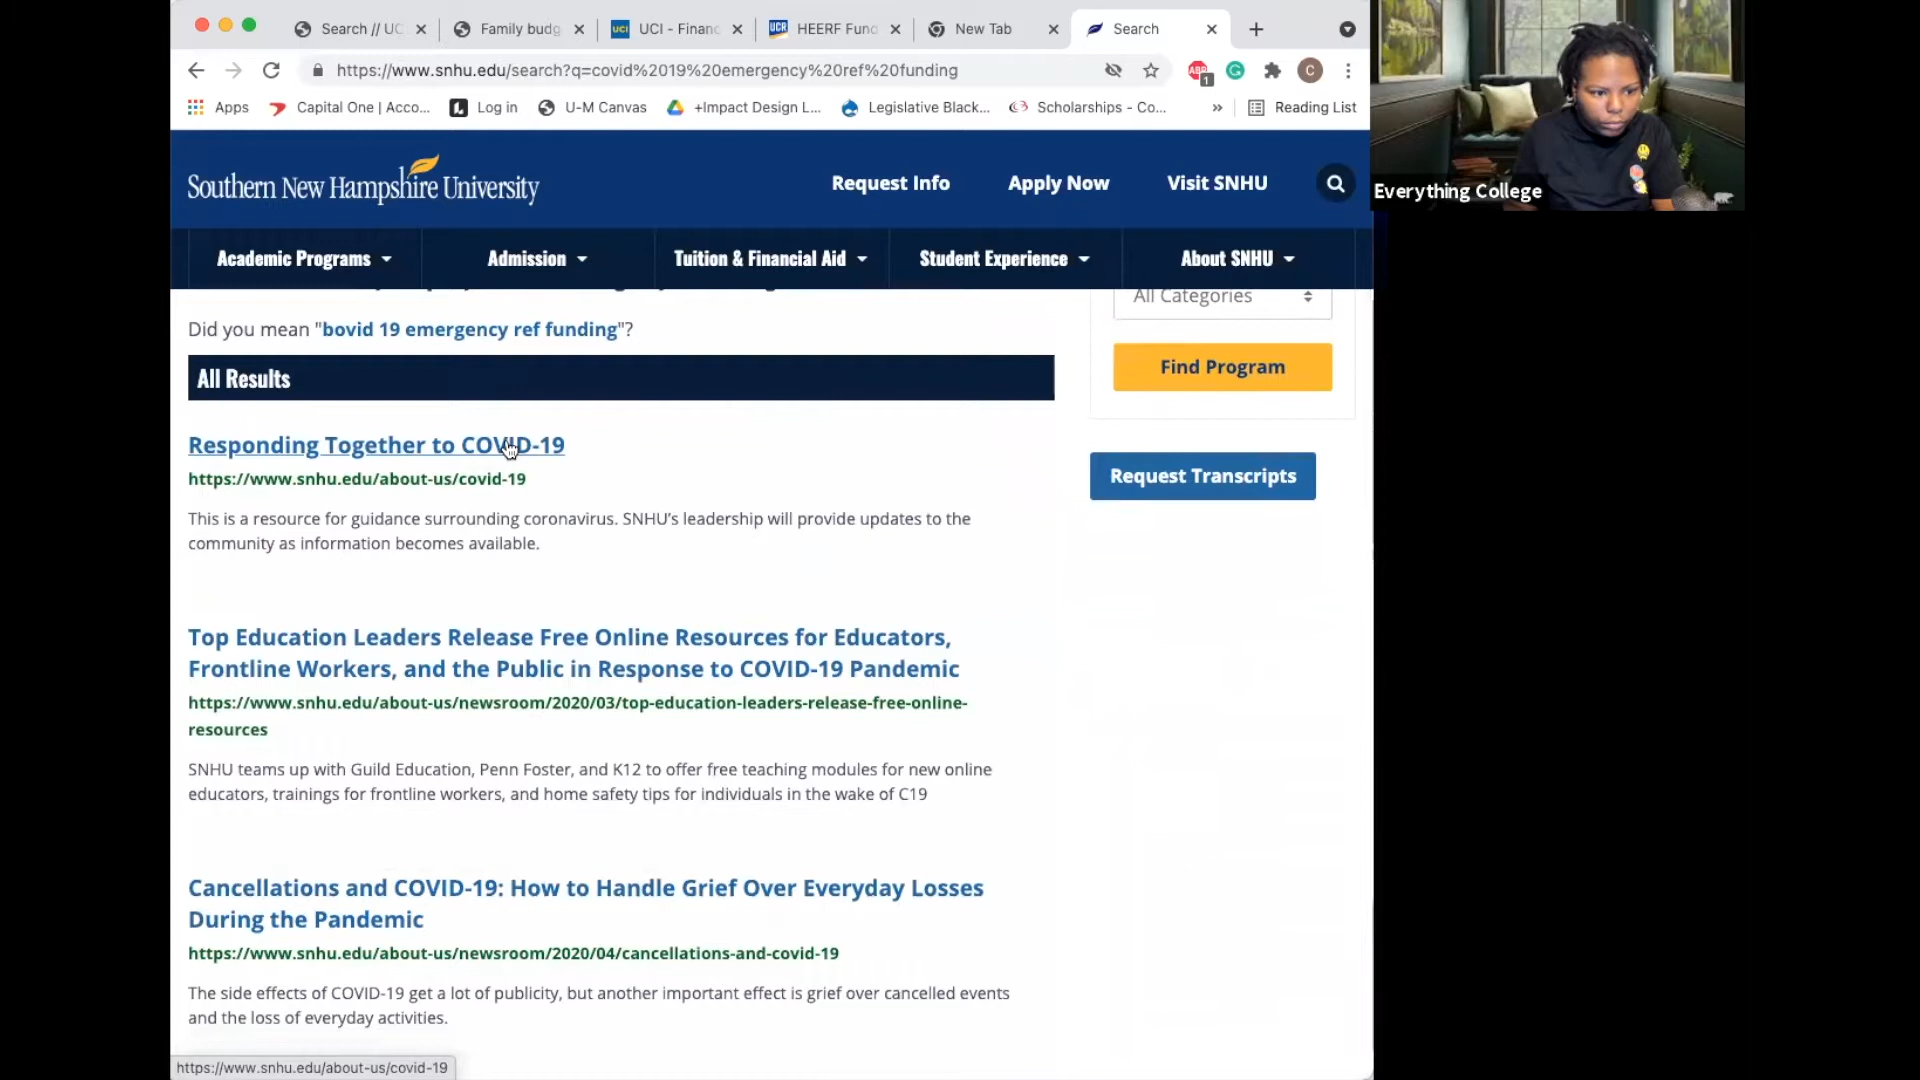 Search // UC
Family budg
UCI
UCI - Financ
UCR
HEERF Fund
New Tab
Search
https://www.snhu.edu/search?q=covid%2019%20emergency%20ref%20funding
ABP
1
C
Apps
Capital One | Acco...
Log in
U-M Canvas
+Impact Design L...
Legislative Black...
Scholarships - Co...
»
Reading List
Southern New Hampshire University
Request Info
Apply Now
Visit SNHU
Everything College
Academic Programs
Admission
Tuition & Financial Aid
Student Experience
About SNHU
All Categories
Did you mean "bovid 19 emergency ref funding"?
Find Program
All Results
Responding Together to COVID-19
https://www.snhu.edu/about-us/covid-19
This is a resource for guidance surrounding coronavirus. SNHU's leadership will provide updates to the
community as information becomes available.
Request Transcripts
Top Education Leaders Release Free Online Resources for Educators,
Frontline Workers, and the Public in Response to COVID-19 Pandemic
https://www.snhu.edu/about-us/newsroom/2020/03/top-education-leaders-release-free-online-
resources
SNHU teams up with Guild Education, Penn Foster, and K12 to offer free teaching modules for new online
educators, trainings for frontline workers, and home safety tips for individuals in the wake of C19
Cancellations and COVID-19: How to Handle Grief Over Everyday Losses
During the Pandemic
https://www.snhu.edu/about-us/newsroom/2020/04/cancellations-and-covid-19
The side effects of COVID-19 get a lot of publicity, but another important effect is grief over cancelled events
and the loss of everyday activities.
https://www.snhu.edu/about-us/covid-19